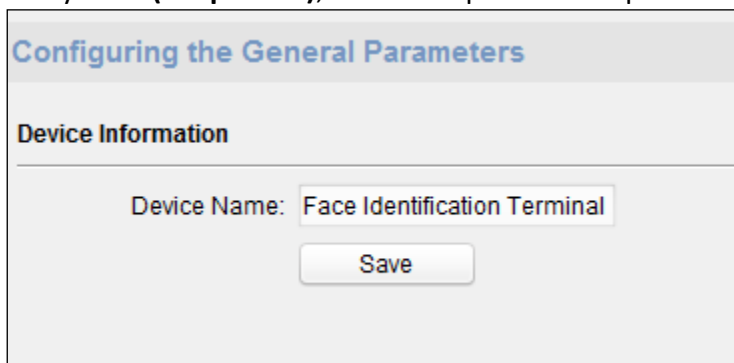 Configuring the General Parameters
Device Information
Device Name: Face Identification Terminal
Save